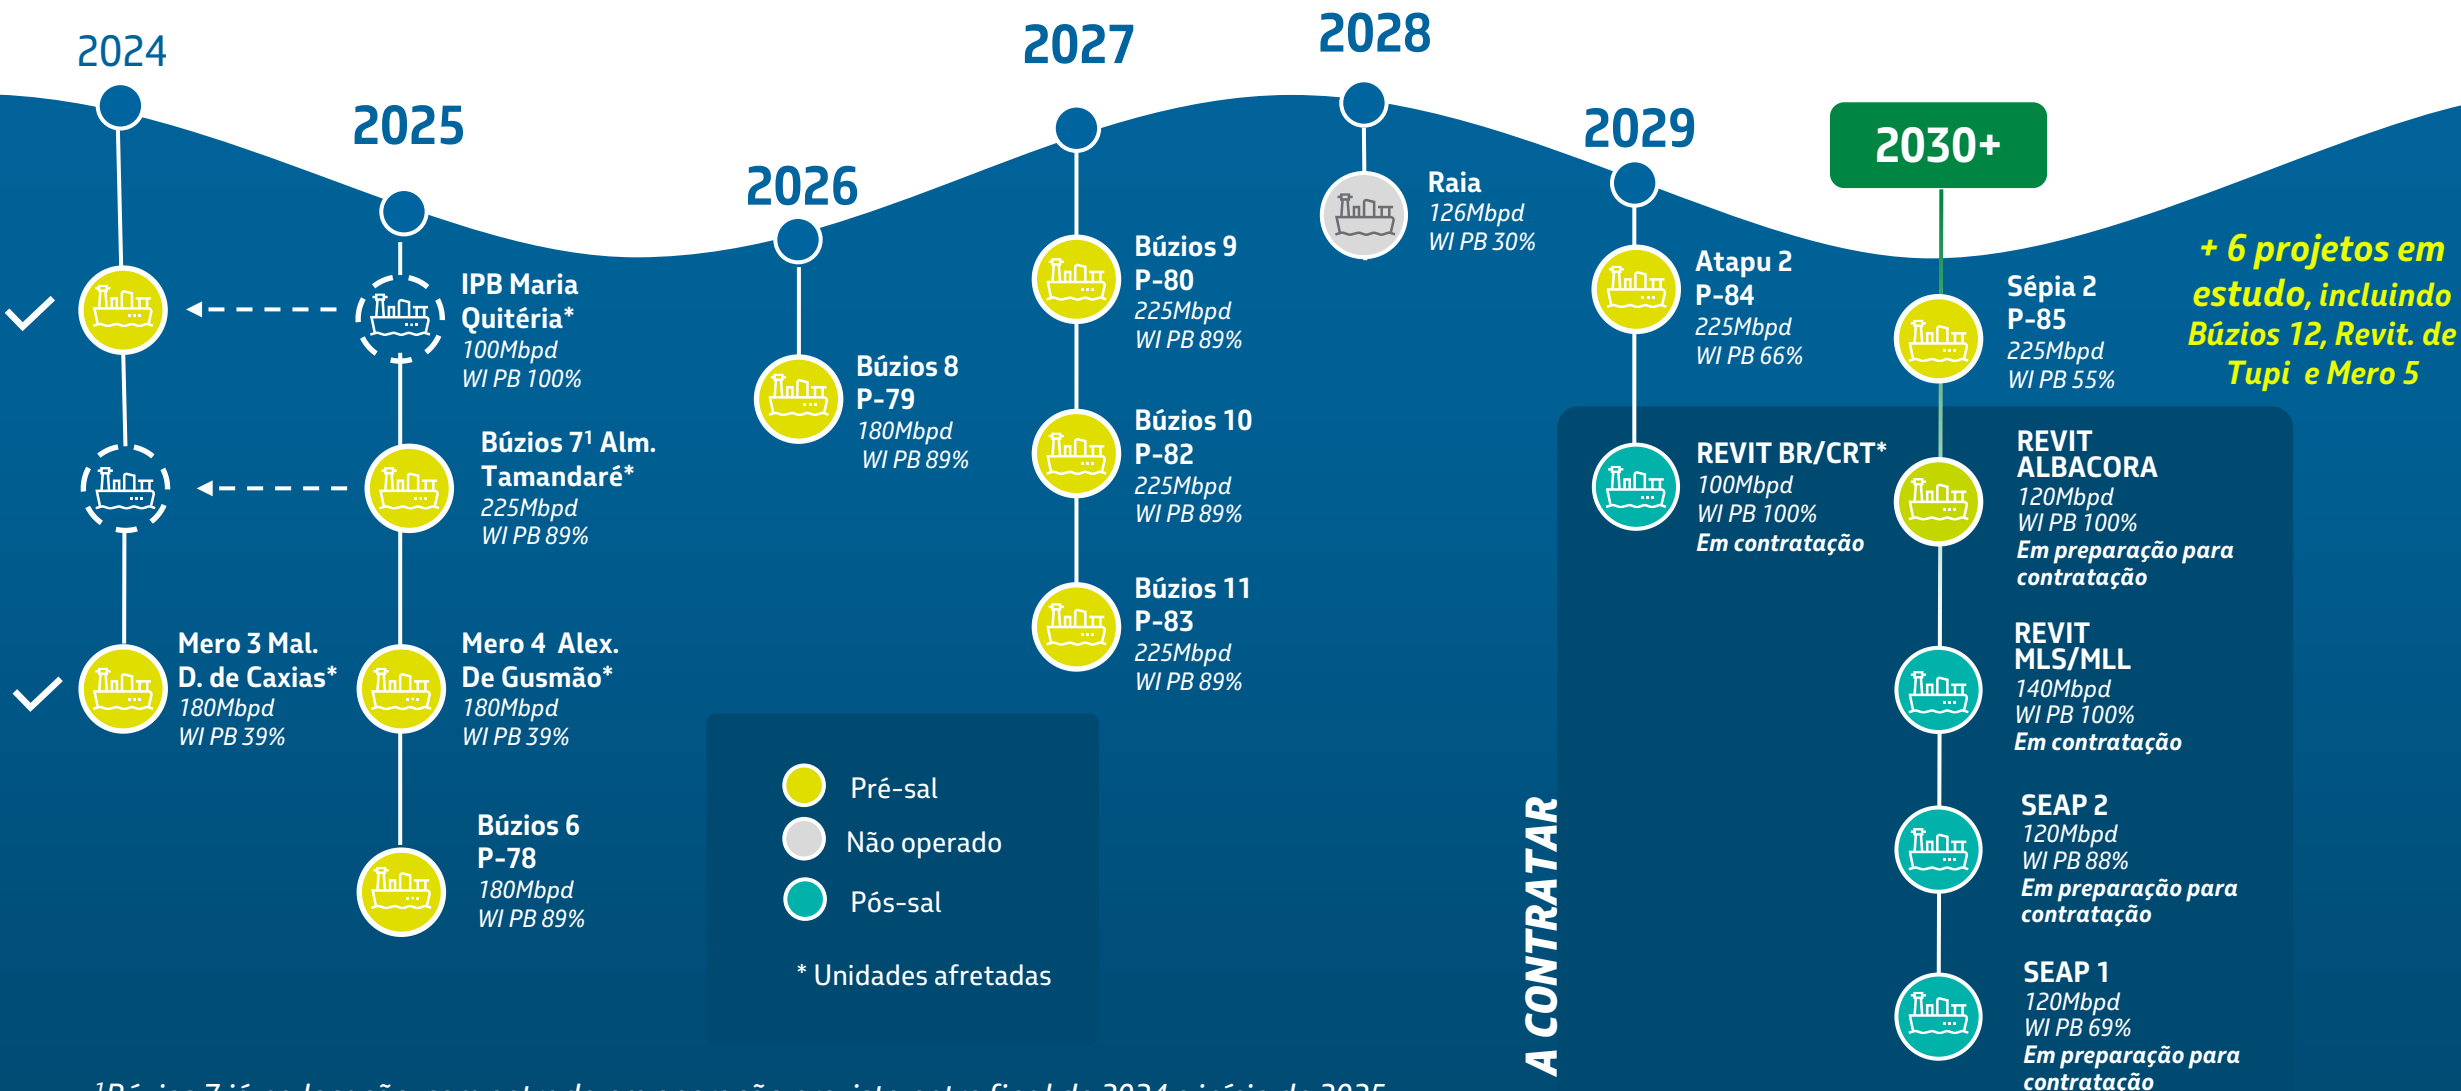 2024
2025
2026
2027
2028
2029
2030+
Mero 3 Mal.
D. de Caxias*
180Mbpd
WI PB 39%
IPB Maria
Quitéria*
100Mbpd
WI PB 100%
Búzios 7¹ Alm.
Tamandaré*
225Mbpd
WI PB 89%
Mero 4 Alex.
De Gusmão*
180Mbpd
WI PB 39%
Búzios 6
P-78
180Mbpd
WI PB 89%
Búzios 8
P-79
180Mbpd
WI PB 89%
Búzios 9
P-80
225Mbpd
WI PB 89%
Búzios 10
P-82
225Mbpd
WI PB 89%
Búzios 11
P-83
225Mbpd
WI PB 89%
Raia
126Mbpd
WI PB 30%
Atapu 2
P-84
225Mbpd
WI PB 66%
REVIT BR/CRT*
100Mbpd
WI PB 100%
Em contratação
Sépia 2
P-85
225Mbpd
WI PB 55%
REVIT
ALBACORA
120Mbpd
WI PB 100%
Em preparação para
contratação
REVIT
MLS/MLL
140Mbpd
WI PB 100%
Em contratação
SEAP 2
120Mbpd
WI PB 88%
Em preparação para
contratação
SEAP 1
120Mbpd
WI PB 69%
Em preparação para
contratação
+ 6 projetos em
estudo, incluindo
Búzios 12, Revit. de
Tupi e Mero 5
A CONTRATAR
Pré-sal
Não operado
Pós-sal
* Unidades afretadas